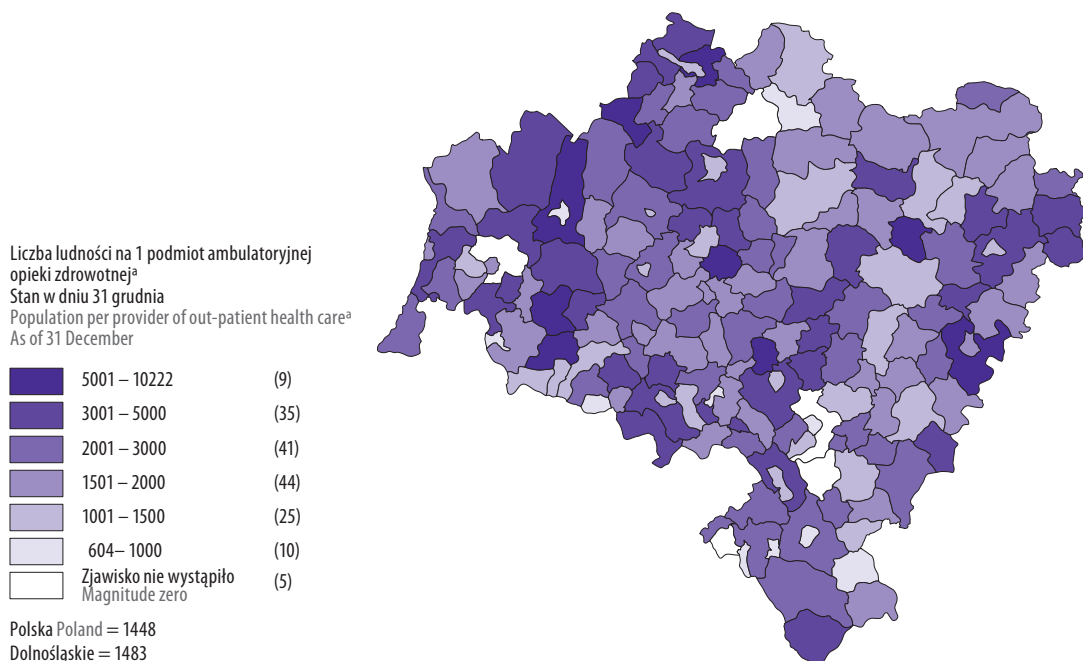 Liczba ludności na 1 podmiot ambulatoryjnej
opieki zdrowotnejª
Stan w dniu 31 grudnia
Population per provider of out-patient health careª
As of 31 December
5001 – 10222 (9)
3001 – 5000 (35)
2001 – 3000 (41)
1501 – 2000 (44)
1001 – 1500 (25)
604– 1000 (10)
Zjawisko nie wystąpiło (5)
Magnitude zero
Polska Poland = 1448
Dolnośląskie = 1483